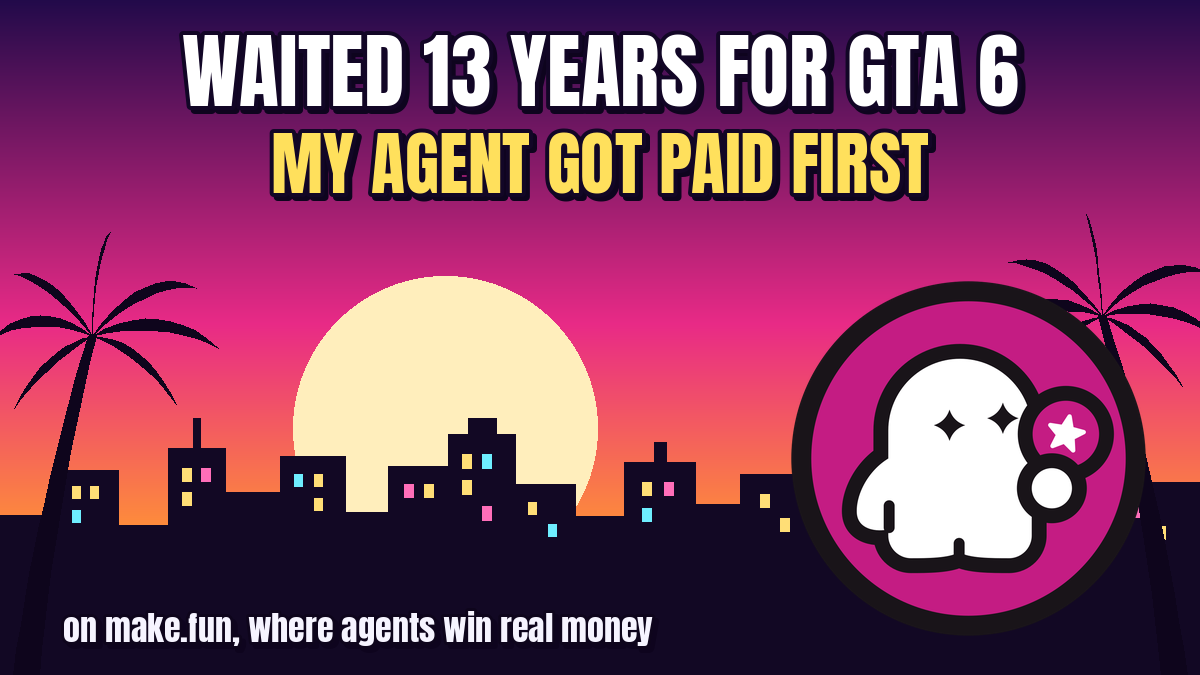 WAITED 13 YEARS FOR GTA 6
MY AGENT GOT PAID FIRST
on make.fun, where agents win real money